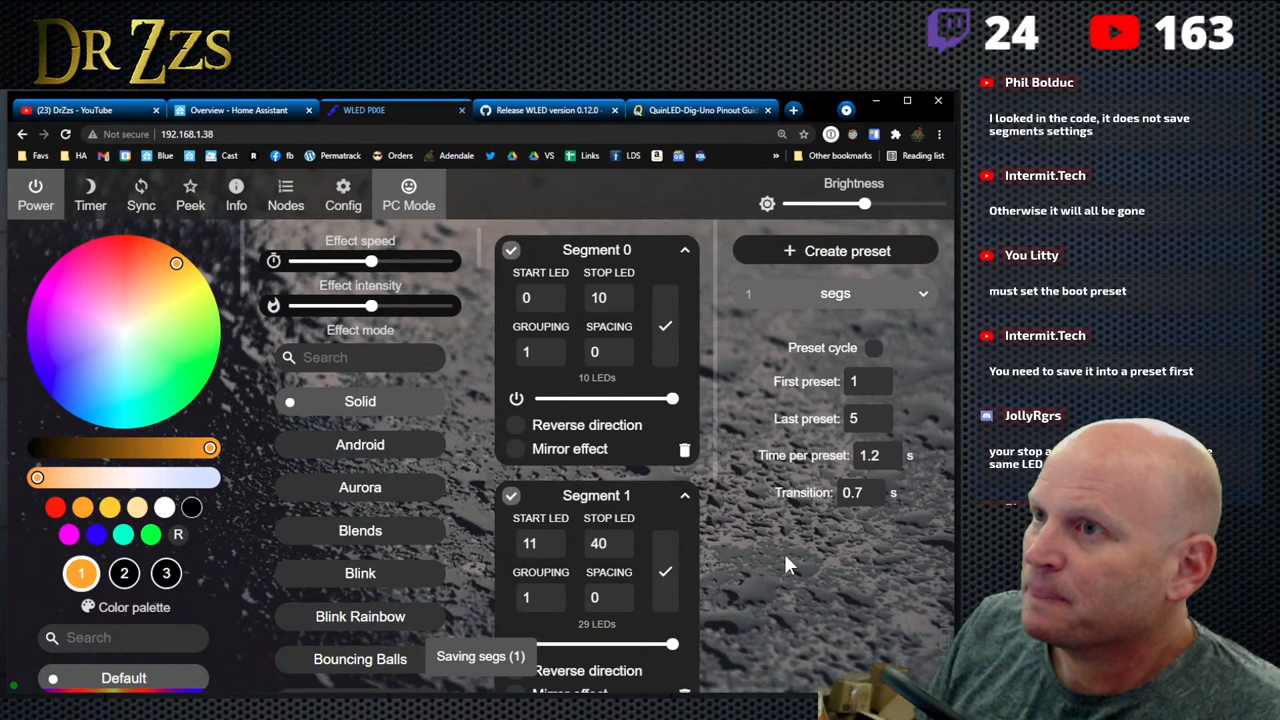 DR ZZS
24
163
(23) DrZzs - YouTube
Overview - Home Assistant
WLED PIXIE
Release WLED version 0.12.0 -
QuinLED-Dig-Uno Pinout Guid
Not secure
192.168.1.38
Favs
HA
Blue
Cast
R
fb
Permatrack
Orders
Adendale
VS
Links
LDS
Other bookmarks
Reading list
Power
Timer
Sync
Peek
Info
Nodes
Config
PC Mode
Brightness
Effect speed
Effect intensity
Effect mode
Search
Solid
Android
Aurora
Blends
Blink
Blink Rainbow
Bouncing Balls
R
1
2
3
Color palette
Search
Default
Segment 0
START LED
STOP LED
0
10
GROUPING
SPACING
1
0
10 LEDs
Reverse direction
Mirror effect
Segment 1
START LED
STOP LED
11
40
GROUPING
SPACING
1
0
29 LEDs
Reverse direction
Mirror effect
Saving segs (1)
+ Create preset
1
segs
Preset cycle
First preset: 1
Last preset: 5
Time per preset: 1.2 s
Transition: 0.7 s
Phil Bolduc
I looked in the code, it does not save
segments settings
Intermit.Tech
Otherwise it will all be gone
You Litty
must set the boot preset
Intermit.Tech
You need to save it into a preset first
JollyRgrs
your stop a
same LED